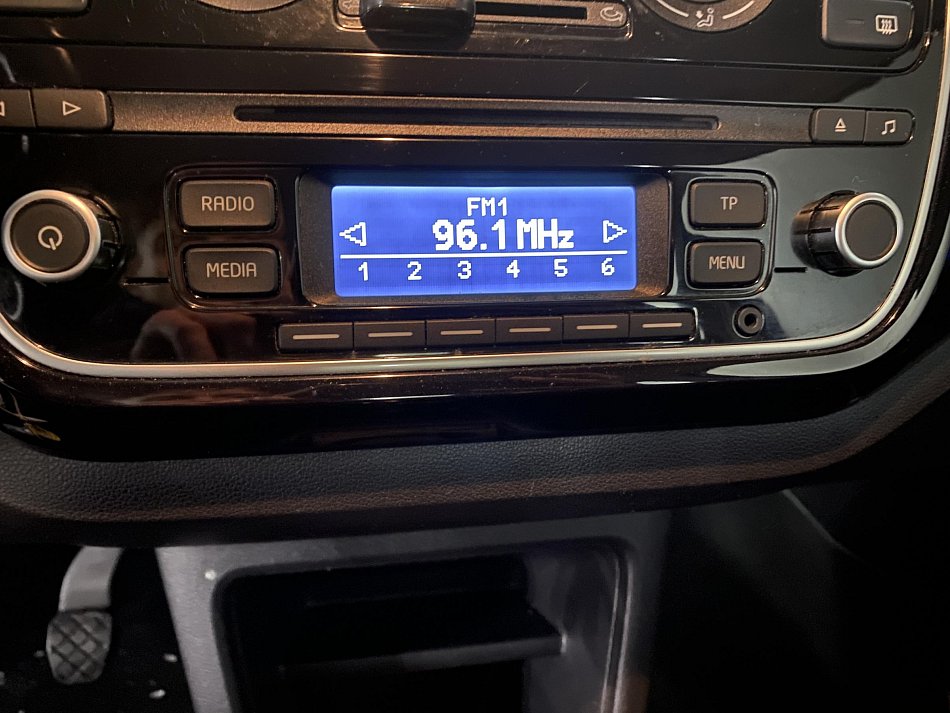 RADIO
MEDIA
FM1
96.1 MHz
1 2 3 4 5 6
TP
MENU